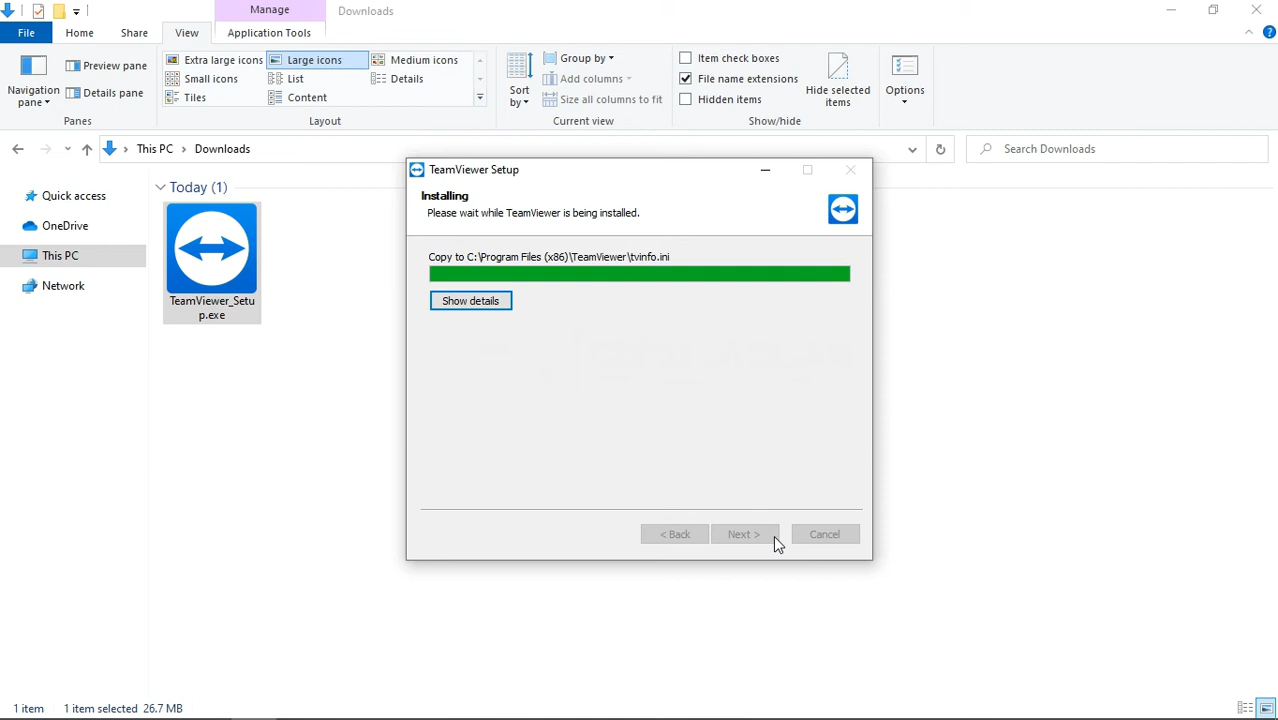 Manage
Downloads
File
Home
Share
View
Application Tools
Navigation pane
Preview pane
Details pane
Panes
Extra large icons
Large icons
Medium icons
Small icons
List
Details
Tiles
Content
Layout
Sort by
Group by
Add columns
Size all columns to fit
Current view
Item check boxes
File name extensions
Hidden items
Hide selected items
Show/hide
Options
This PC
Downloads
Search Downloads
Quick access
OneDrive
This PC
Network
Today (1)
TeamViewer_Setu
p.exe
TeamViewer Setup
Installing
Please wait while TeamViewer is being installed.
Copy to C:\Program Files (x86)\TeamViewer\tvinfo.ini
Show details
< Back
Next >
Cancel
1 item
1 item selected 26.7 MB